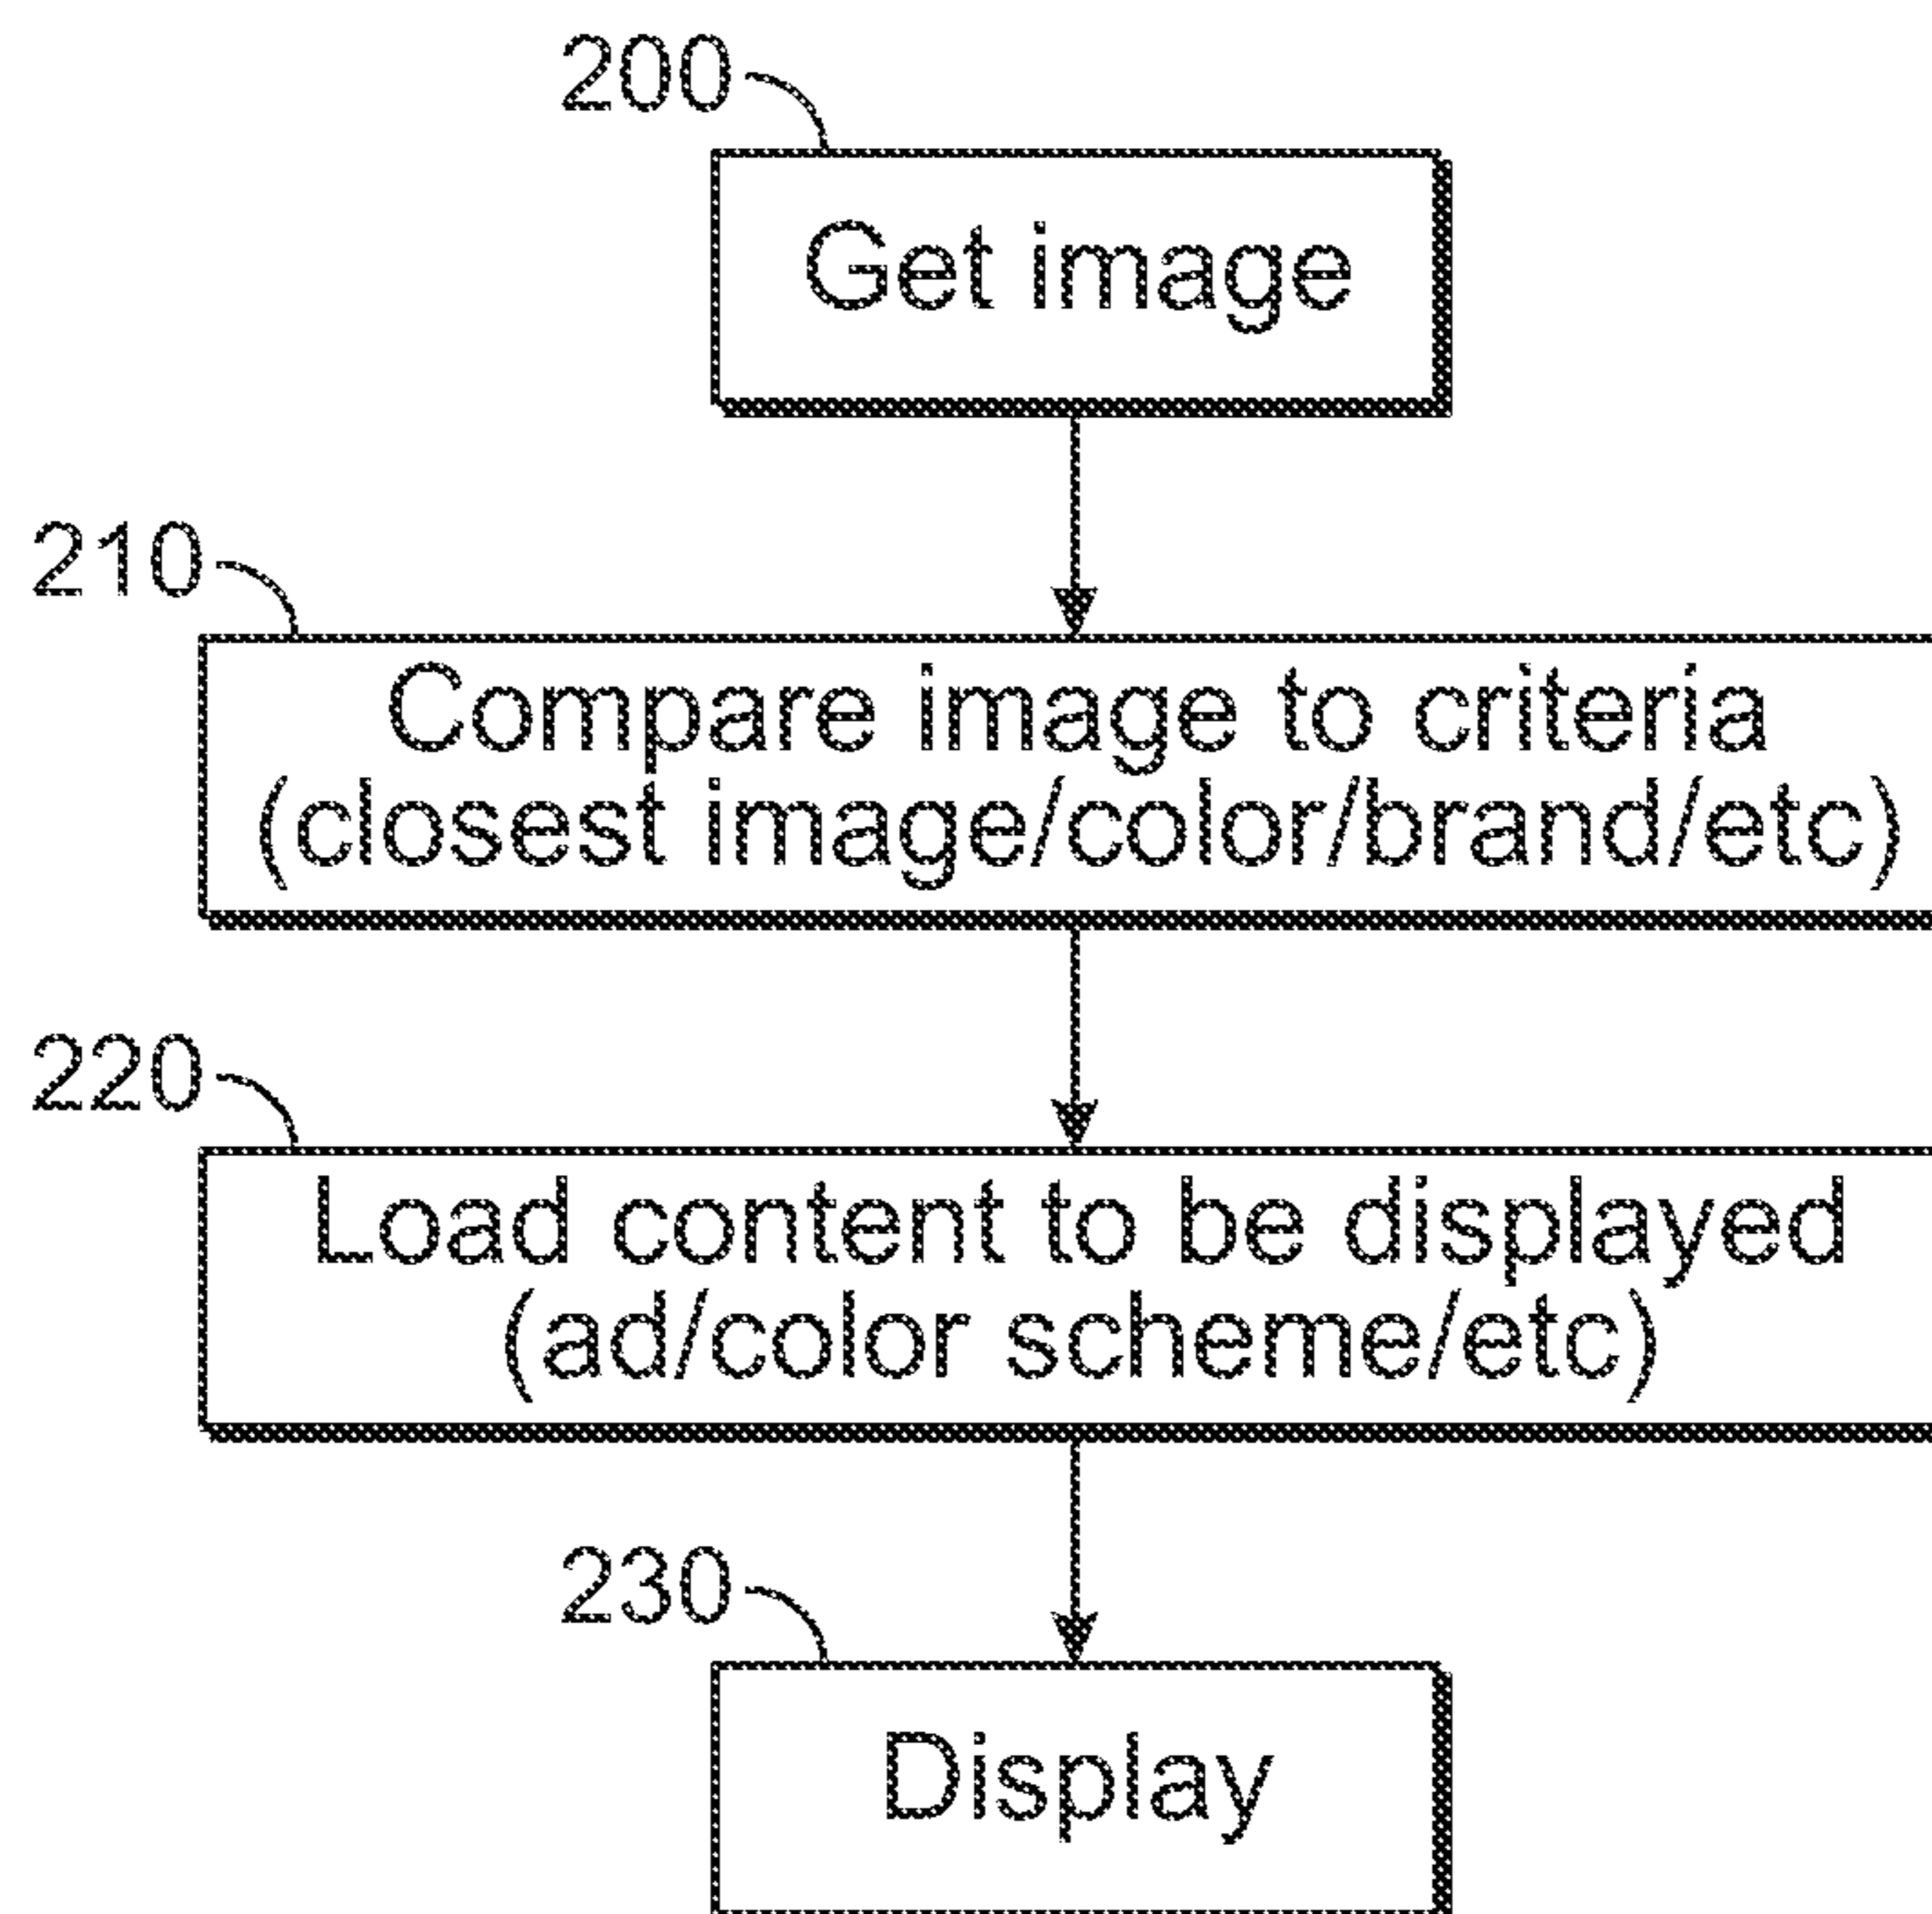 200
Get image
210
Compare image to criteria
(closest image/color/brand/etc)
220
Load content to be displayed
(ad/color scheme/etc)
230
Display